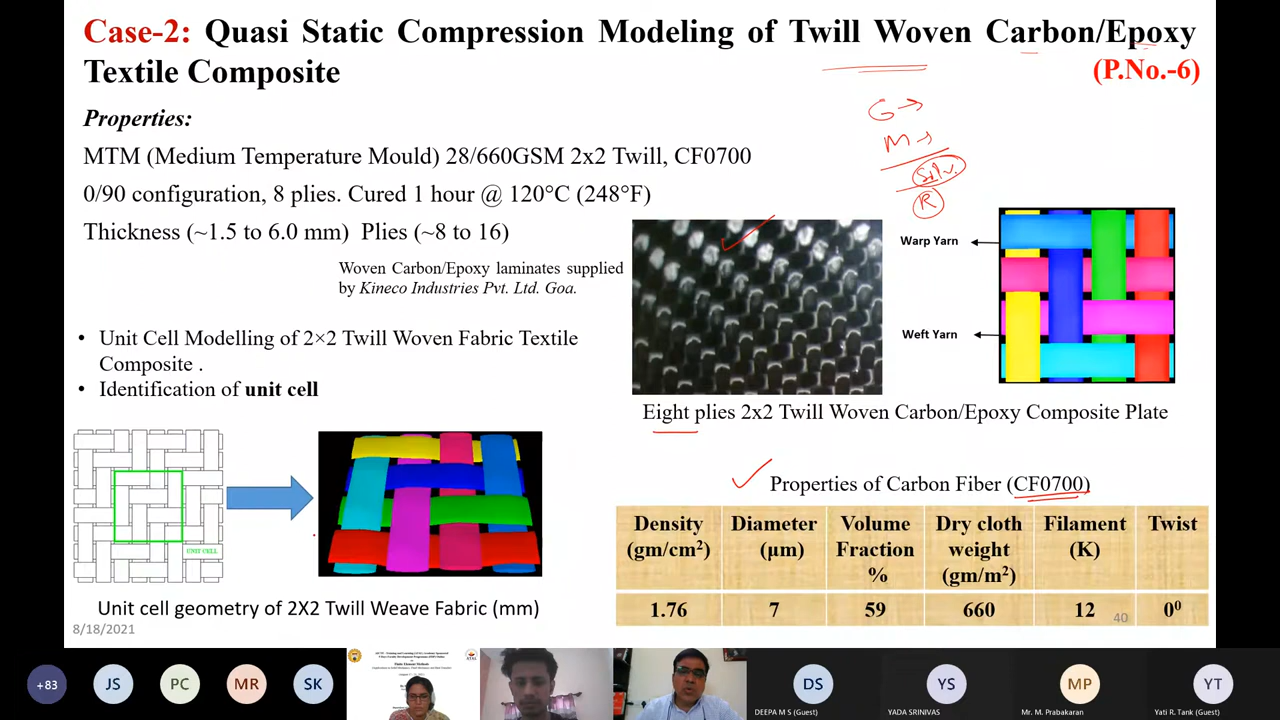 Case-2: Quasi Static Compression Modeling of Twill Woven Carbon/Epoxy
Textile Composite
(P.No.-6)
Properties:
MTM (Medium Temperature Mould) 28/660GSM 2x2 Twill, CF0700
0/90 configuration, 8 plies. Cured 1 hour @ 120°C (248°F)
Thickness (~1.5 to 6.0 mm) Plies (~8 to 16)
Woven Carbon/Epoxy laminates supplied
by Kineco Industries Pvt. Ltd. Goa.
• Unit Cell Modelling of 2×2 Twill Woven Fabric Textile
Composite .
• Identification of unit cell
UNIT CELL
Unit cell geometry of 2X2 Twill Weave Fabric (mm)
8/18/2021
G →
M →
R
Warp Yarn
Weft Yarn
Eight plies 2x2 Twill Woven Carbon/Epoxy Composite Plate
Properties of Carbon Fiber (CF0700)
Density (gm/cm²) Diameter (μm) Volume Fraction % Dry cloth weight (gm/m²) Filament (K) Twist
1.76 7 59 660 12 0⁰
40
+83
JS
PC
MR
SK
DS
DEEPA M S (Guest)
YS
YADA SRINIVAS
MP
Mr. M. Prabakaran
YT
Yati R. Tank (Guest)